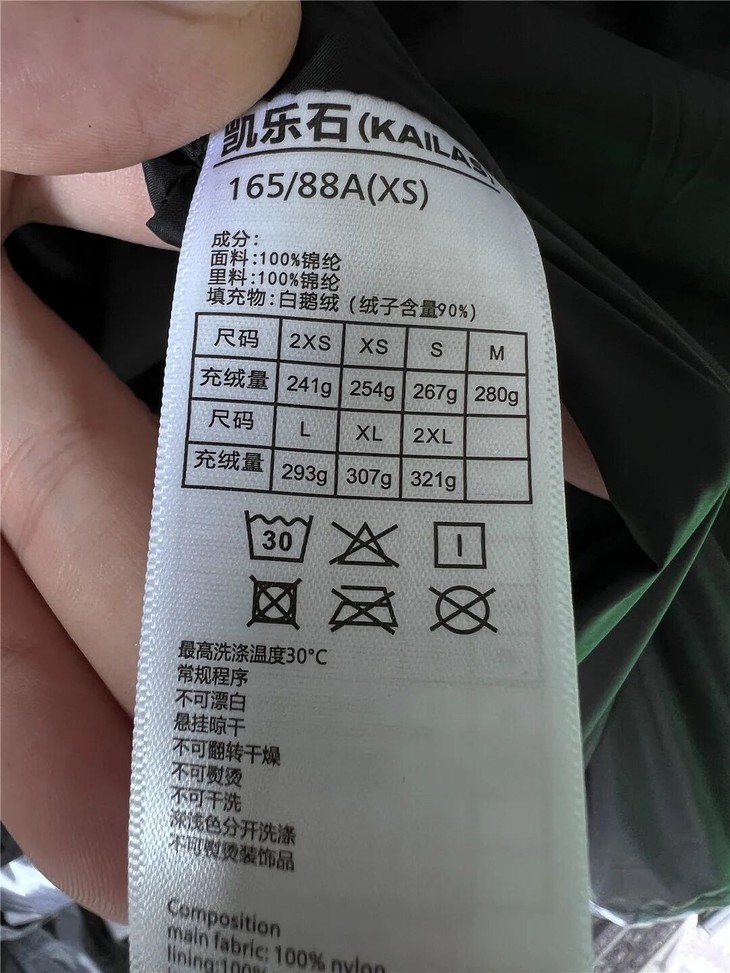 凯乐石(KAILAS
165/88A(XS)
成分:
面料:100%锦纶
里料:100%锦纶
填充物:白鹅绒 (绒子含量90%)
尺码 2XS XS S M
充绒量 241g 254g 267g 280g
尺码 L XL 2XL
充绒量 293g 307g 321g
30
最高洗涤温度30°C
常规程序
不可漂白
悬挂晾干
不可翻转干燥
不可熨烫
不可干洗
深浅色分开洗涤
不可熨烫装饰品
Composition
main fabric: 100% nylon
lining:100%